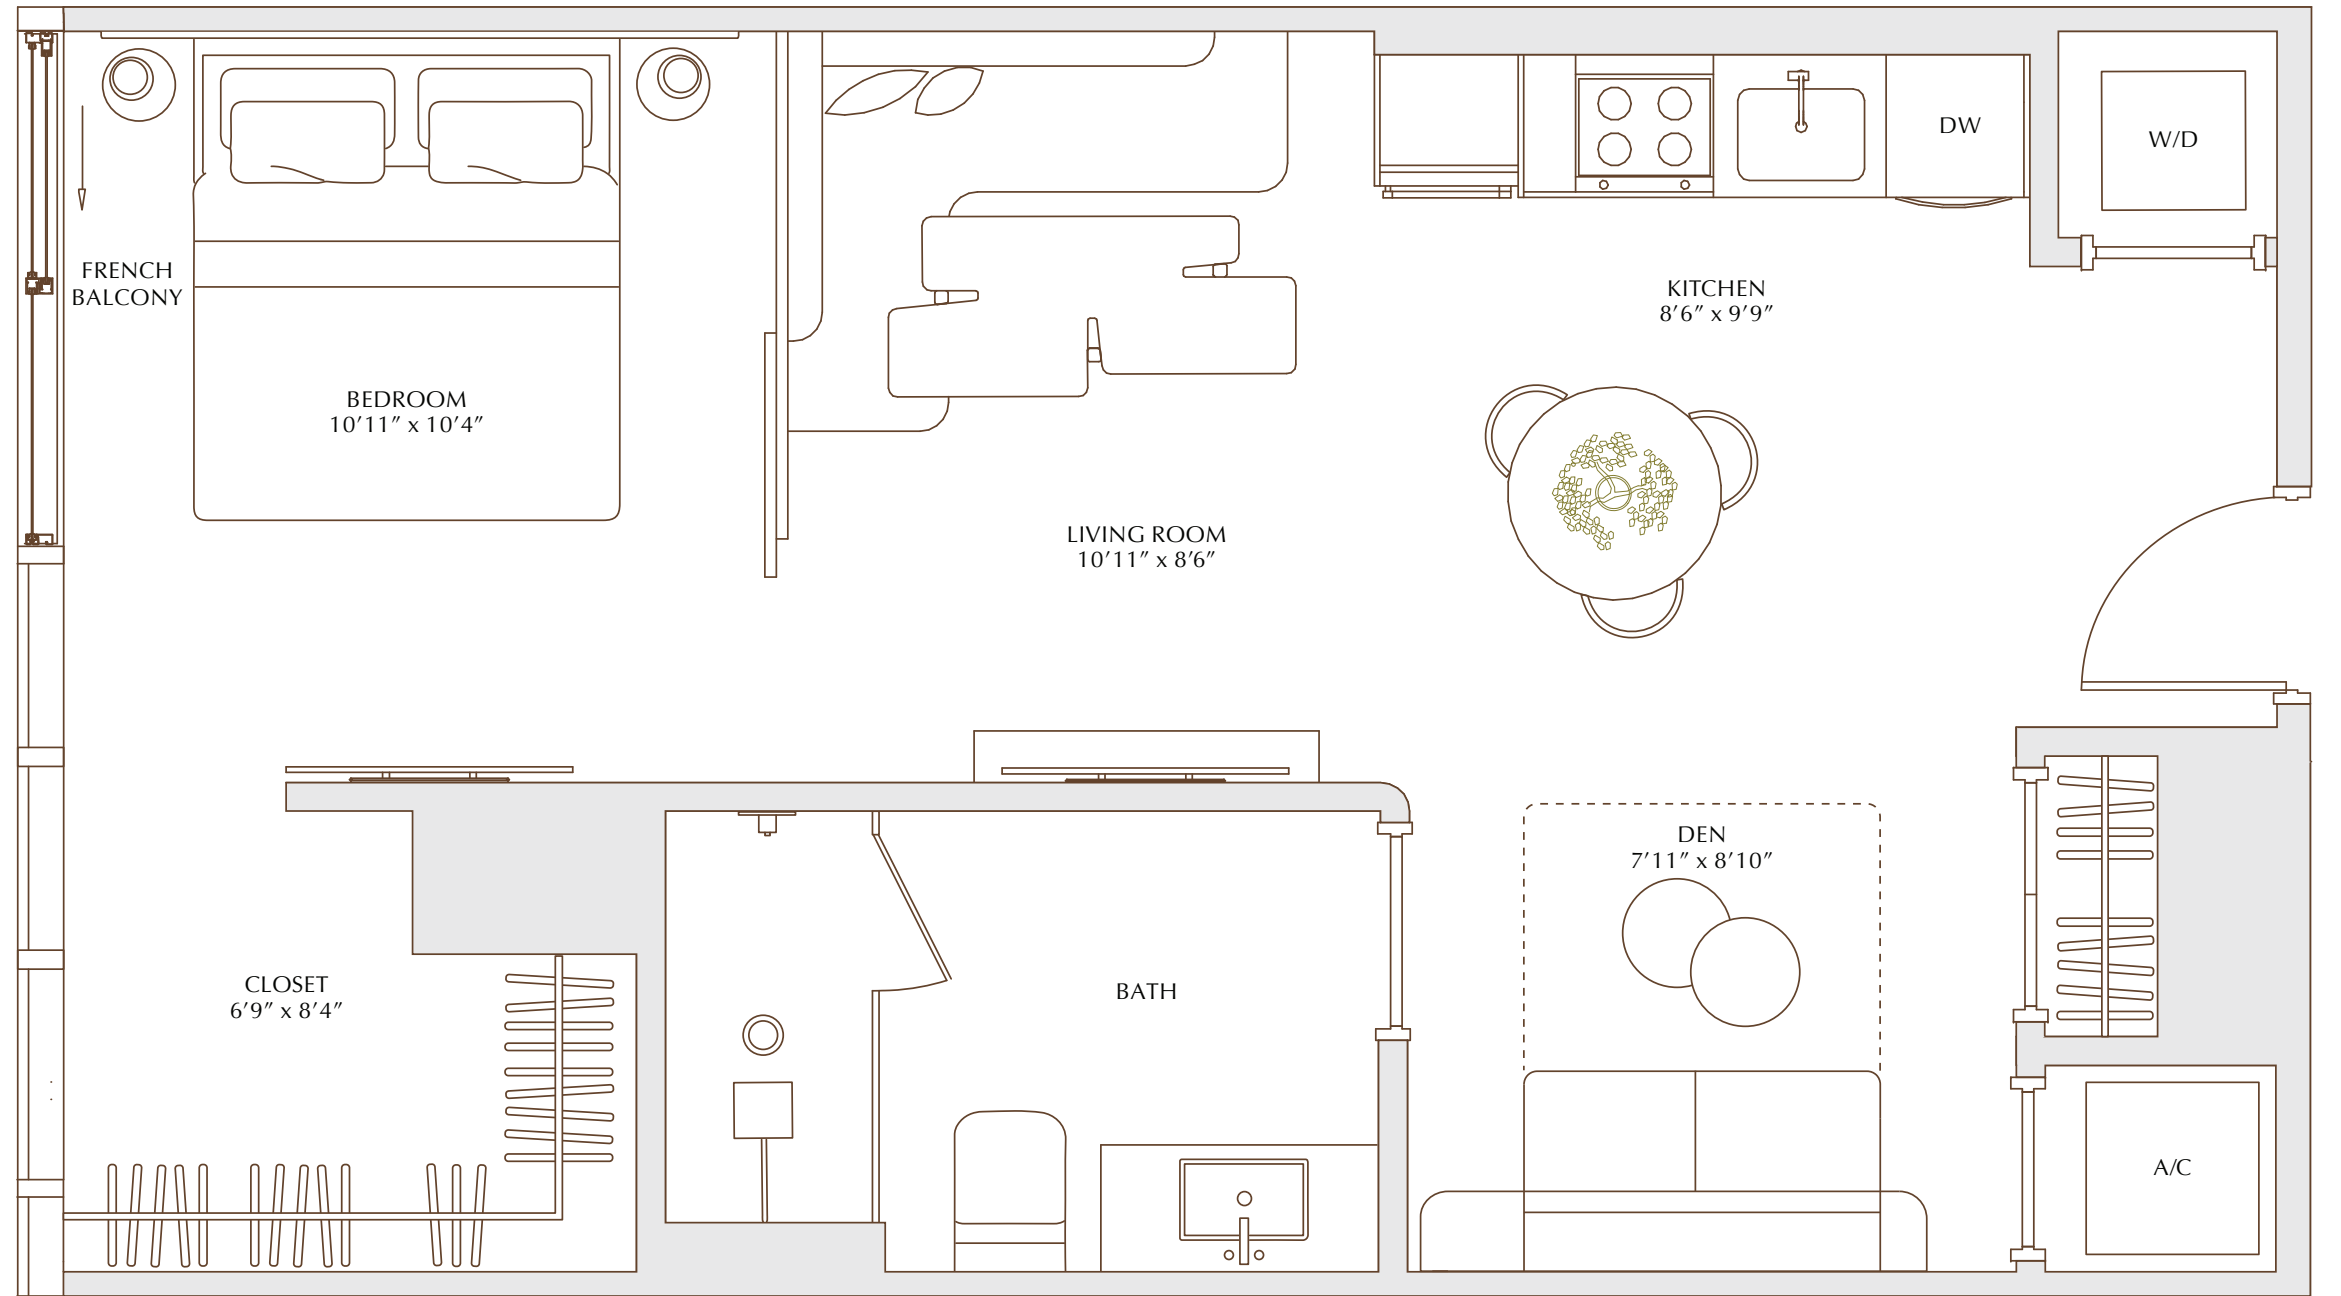 DW
W/D
FRENCH
BALCONY
KITCHEN
8’6” x 9’9”
BEDROOM
10’11” x 10’4”
LIVING ROOM
10’11” x 8’6”
DEN
7’11” x 8’10”
CLOSET
6’9” x 8’4”
BATH
A/C